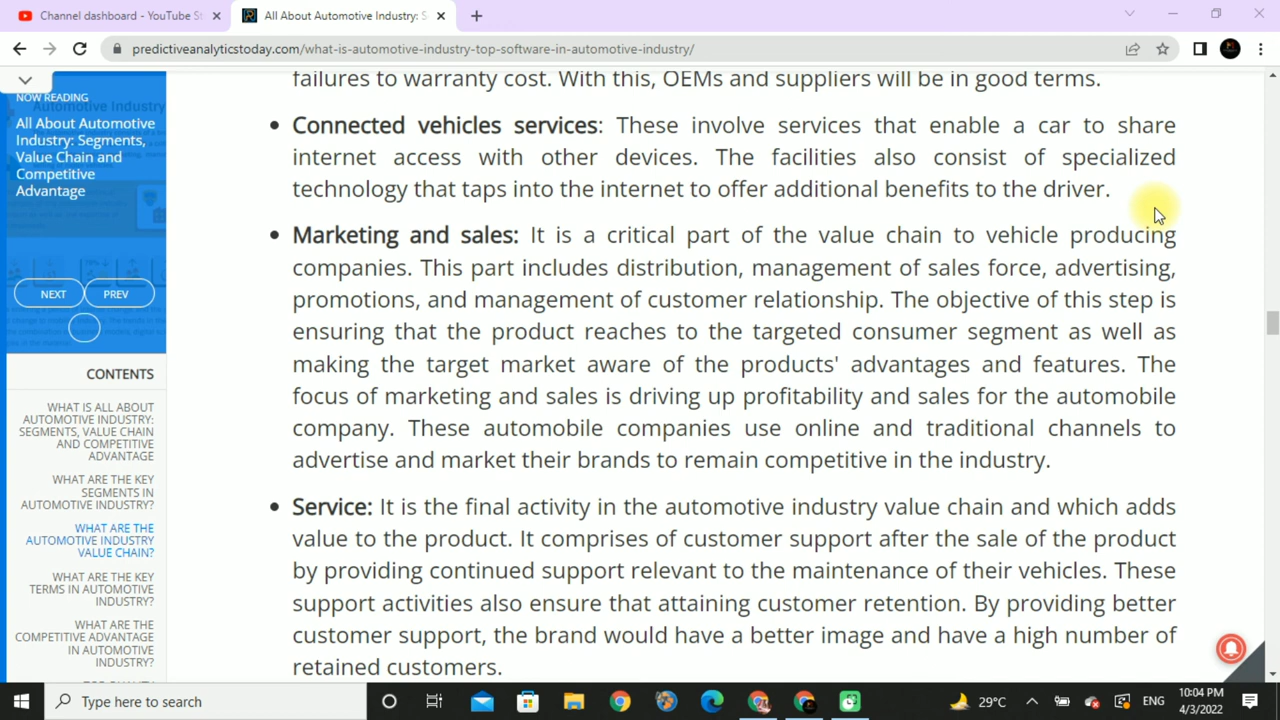 Channel dashboard - YouTube St
All About Automotive Industry: S
predictiveanalyticstoday.com/what-is-automotive-industry-top-software-in-automotive-industry/
NOW READING
All About Automotive
Industry: Segments,
Value Chain and
Competitive
Advantage
NEXT
PREV
CONTENTS
WHAT IS ALL ABOUT
AUTOMOTIVE INDUSTRY:
SEGMENTS, VALUE CHAIN
AND COMPETITIVE
ADVANTAGE
WHAT ARE THE KEY
SEGMENTS IN
AUTOMOTIVE INDUSTRY?
WHAT ARE THE
AUTOMOTIVE INDUSTRY
VALUE CHAIN?
WHAT ARE THE KEY
TERMS IN AUTOMOTIVE
INDUSTRY?
WHAT ARE THE
COMPETITIVE ADVANTAGE
IN AUTOMOTIVE
INDUSTRY?
failures to warranty cost. With this, OEMs and suppliers will be in good terms.
Connected vehicles services: These involve services that enable a car to share
internet access with other devices. The facilities also consist of specialized
technology that taps into the internet to offer additional benefits to the driver.
Marketing and sales: It is a critical part of the value chain to vehicle producing
companies. This part includes distribution, management of sales force, advertising,
promotions, and management of customer relationship. The objective of this step is
ensuring that the product reaches to the targeted consumer segment as well as
making the target market aware of the products' advantages and features. The
focus of marketing and sales is driving up profitability and sales for the automobile
company. These automobile companies use online and traditional channels to
advertise and market their brands to remain competitive in the industry.
Service: It is the final activity in the automotive industry value chain and which adds
value to the product. It comprises of customer support after the sale of the product
by providing continued support relevant to the maintenance of their vehicles. These
support activities also ensure that attaining customer retention. By providing better
customer support, the brand would have a better image and have a high number of
retained customers.
Type here to search
29°C
ENG
10:04 PM
4/3/2022